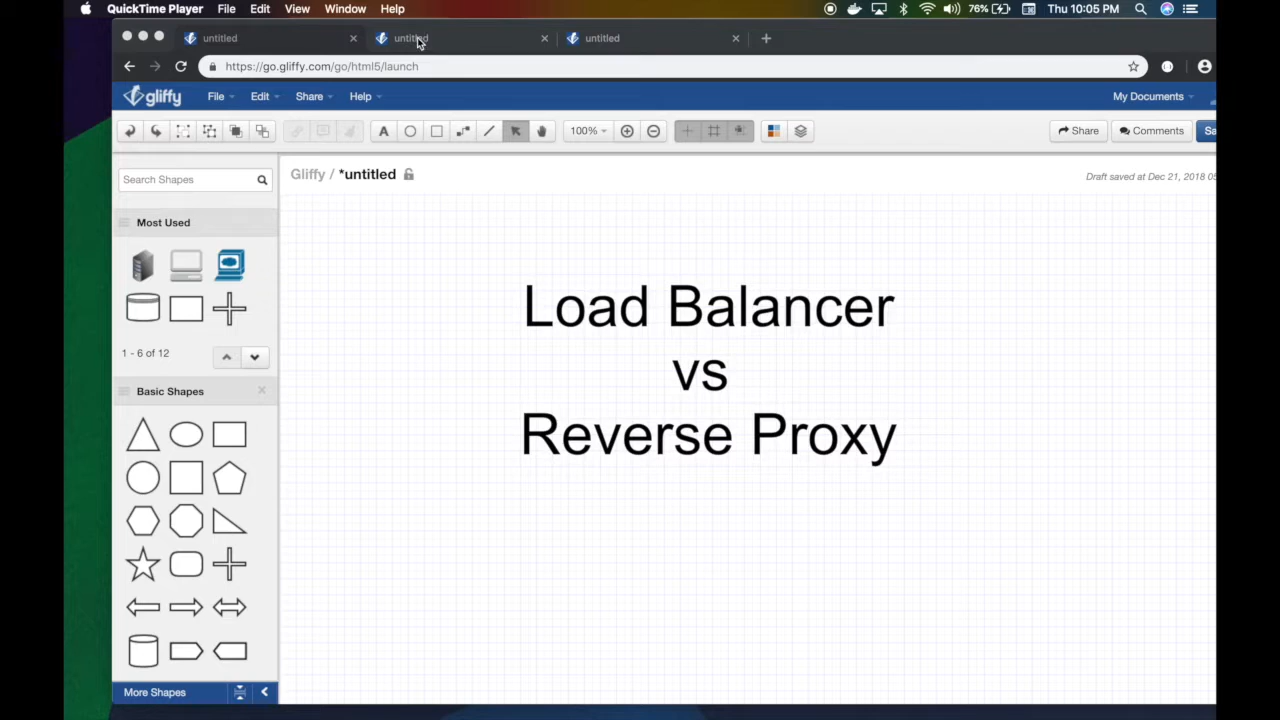 QuickTime Player File Edit View Window Help 76% Thu 10:05 PM
untitled untitled untitled
https://go.gliffy.com/go/html5/launch
gliffy File Edit Share Help My Documents
A 100% Share Comments Sa
Search Shapes
Gliffy / *untitled
Draft saved at Dec 21, 2018 05
Most Used
1 - 6 of 12
Basic Shapes
More Shapes
Load Balancer
vs
Reverse Proxy